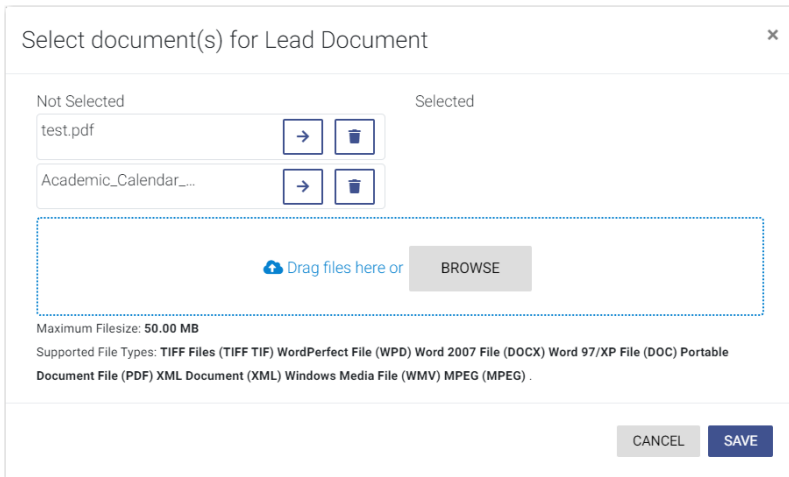 Select document(s) for Lead Document
×
Not Selected
Selected
test.pdf
Academic_Calendar_...
Drag files here or
BROWSE
Maximum Filesize: 50.00 MB
Supported File Types: TIFF Files (TIFF TIF) WordPerfect File (WPD) Word 2007 File (DOCX) Word 97/XP File (DOC) Portable
Document File (PDF) XML Document (XML) Windows Media File (WMV) MPEG (MPEG) .
CANCEL
SAVE